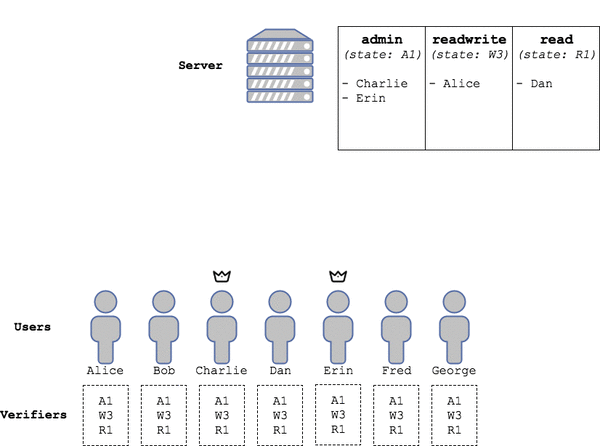 Server
admin readwrite read
(state: A1) (state: W3) (state: R1)
- Charlie - Alice - Dan
- Erin
Users
Alice Bob Charlie Dan Erin Fred George
Verifiers
A1 A1 A1 A1 A1 A1 A1
W3 W3 W3 W3 W3 W3 W3
R1 R1 R1 R1 R1 R1 R1